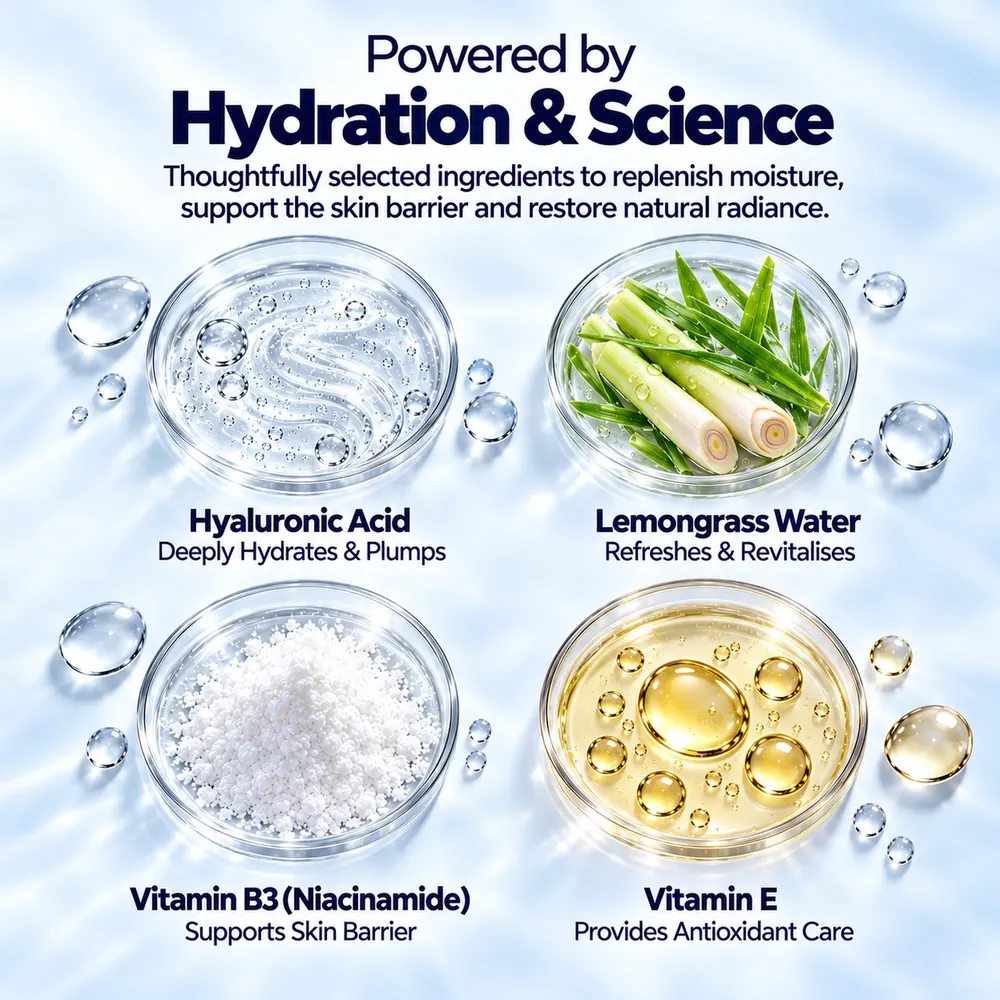 Powered by
Hydration & Science
Thoughtfully selected ingredients to replenish moisture,
support the skin barrier and restore natural radiance.
Hyaluronic Acid
Deeply Hydrates & Plumps
Lemongrass Water
Refreshes & Revitalises
Vitamin B3 (Niacinamide)
Supports Skin Barrier
Vitamin E
Provides Antioxidant Care